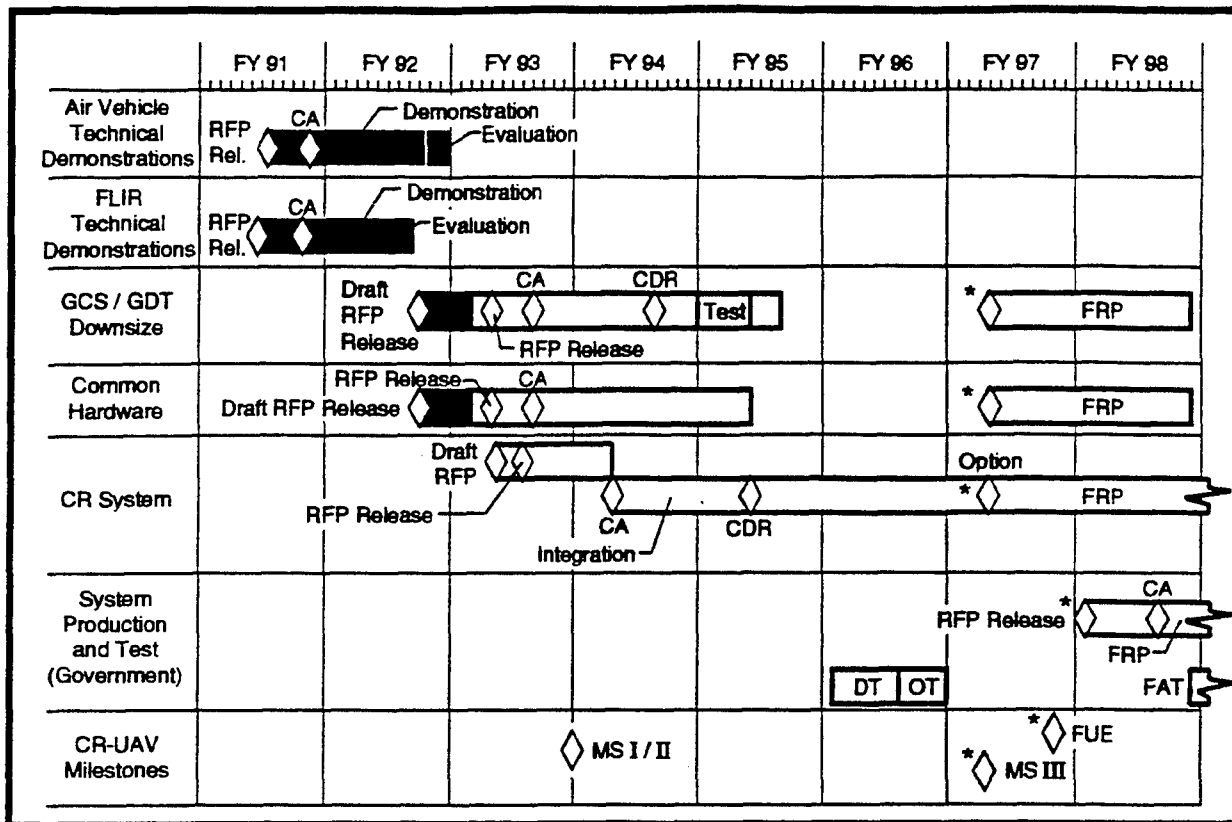 FY 91 FY 92 FY 93 FY 94 FY 95 FY 96 FY 97 FY 98
Air Vehicle
Technical
Demonstrations
RFP
Rel.
CA
Demonstration
Evaluation
FLIR
Technical
Demonstrations
RFP
Rel.
CA
Demonstration
Evaluation
GCS / GDT
Downsize
Draft
RFP
Release
CA
RFP Release
CDR
Test
*
FRP
Common
Hardware
Draft RFP Release
RFP Release
CA
*
FRP
CR System
Draft
RFP
RFP Release
CA
Integration
CDR
Option
*
FRP
System
Production
and Test
(Government)
RFP Release
*
CA
FRP
DT
OT
FAT
CR-UAV
Milestones
MS I / II
*
FUE
*
MS III